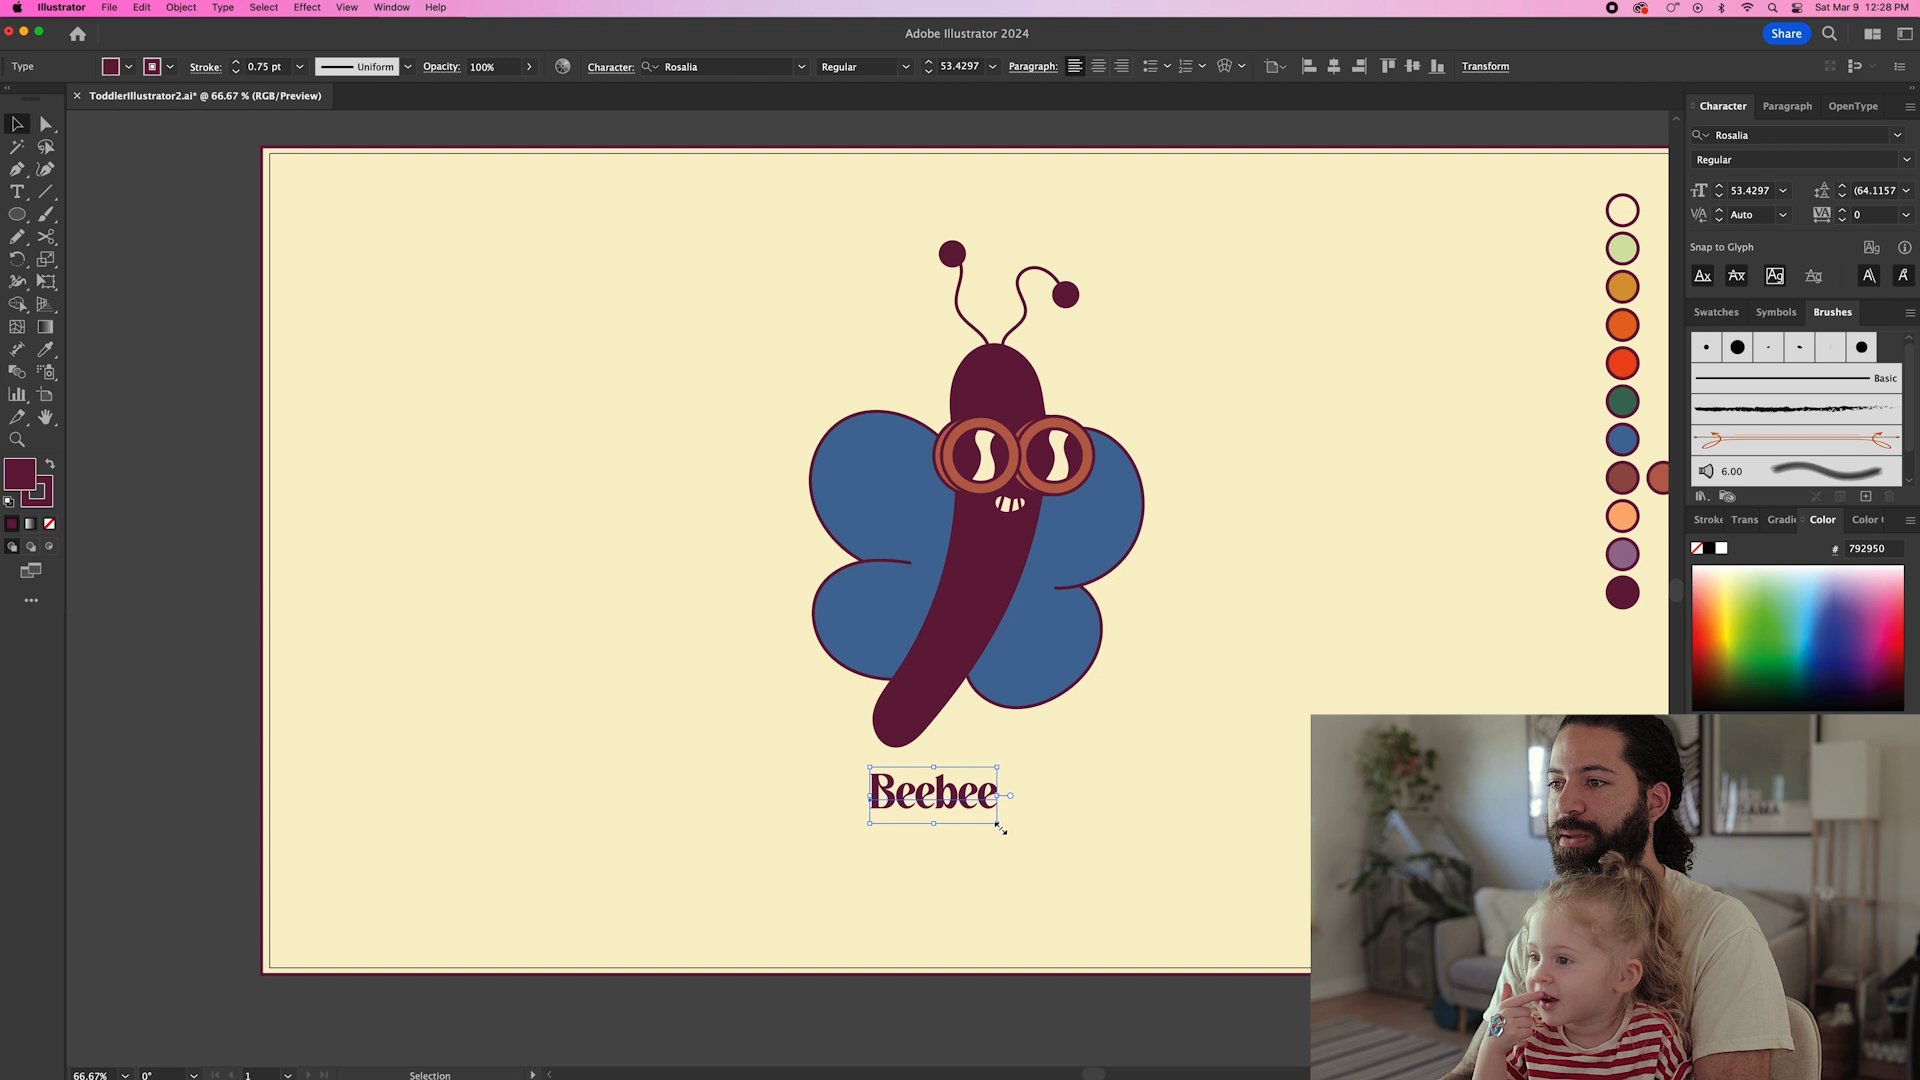 Illustrator File Edit Object Type Select Effect View Window Help
Sat Mar 9 12:28 PM
Adobe Illustrator 2024
Share
Type
Stroke: 0.75 pt
Uniform
Opacity: 100%
Character: Rosalia
Regular
53.4297
Paragraph:
Transform
ToddlerIllustrator2.ai* @ 66.67 % (RGB/Preview)
Character Paragraph OpenType
Rosalia
Regular
53.4297
(64.1157
Auto
0
Snap to Glyph
Swatches Symbols Brushes
Basic
6.00
Stroke Trans Gradi Color Color
# 792950
Beebee
66.67%
0°
1
Selection